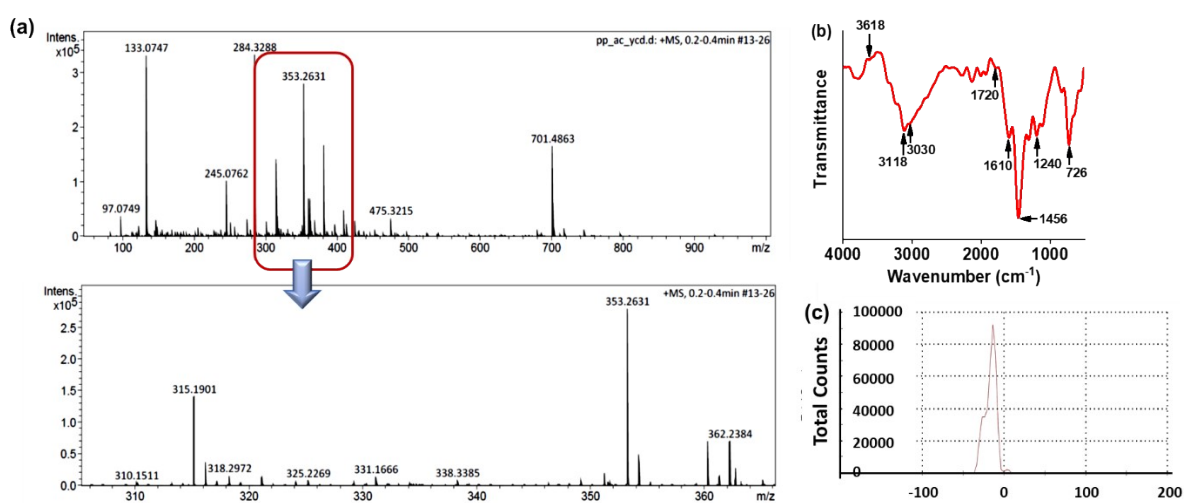 (a)
Intens.
x10⁵
pp_ac_ycd.d: +MS, 0.2-0.4min #13-26
133.0747
284.3288
353.2631
701.4863
245.0762
475.3215
97.0749
3
2
1
0
100 200 300 400 500 600 700 800 900 m/z
Intens.
x10⁵
+MS, 0.2-0.4min #13-26
353.2631
315.1901
362.2384
310.1511
318.2972
325.2269
331.1666
338.3385
2.5
2.0
1.5
1.0
0.5
0.0
310 320 330 340 350 360 m/z
(b)
3618
1720
3118
3030
1610
1240
726
1456
Transmittance
4000 3000 2000 1000
Wavenumber (cm⁻¹)
(c)
100000
80000
60000
40000
20000
0
Total Counts
-100 0 100 200